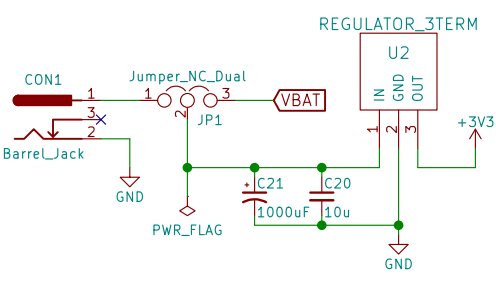 REGULATOR_3TERM
U2
IN
GND
OUT
1
2
3
+3V3
CON1
1
3
2
Barrel_Jack
GND
Jumper_NC_Dual
1
3
2
JP1
VBAT
PWR_FLAG
+
C21
1000uF
C20
10u
GND